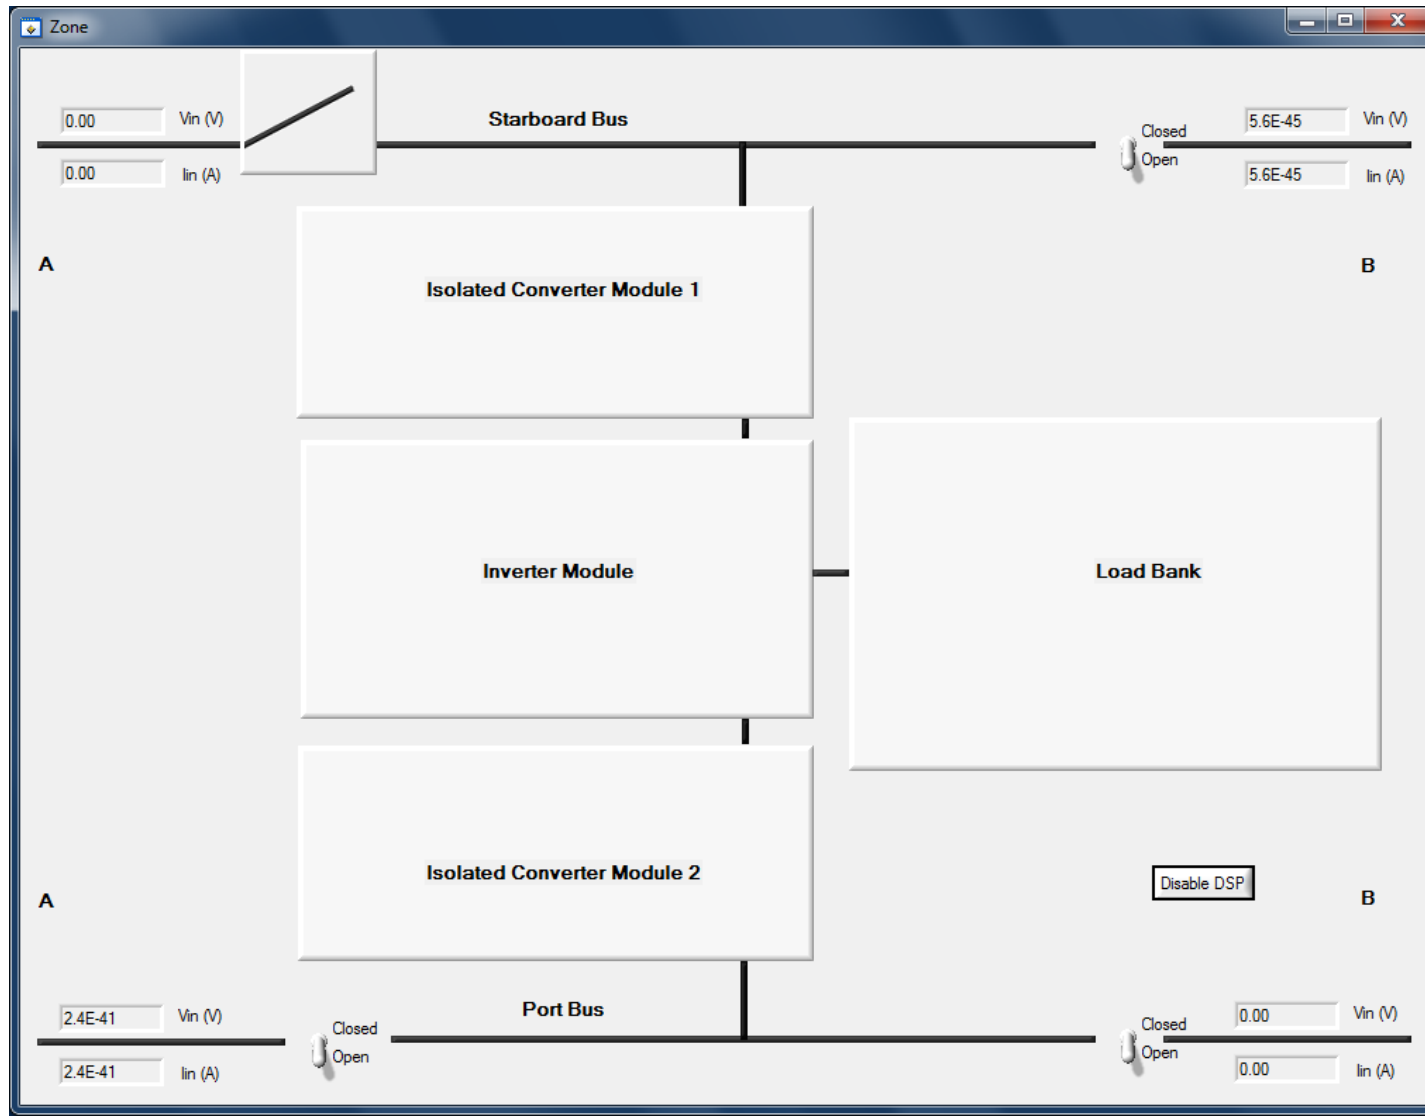 Zone
0.00 Vin (V)
Starboard Bus
Closed
5.6E-45 Vin (V)
0.00 Iin (A)
Open
5.6E-45 Iin (A)
A
B
Isolated Converter Module 1
Inverter Module
Load Bank
Isolated Converter Module 2
Disable DSP
A
B
2.4E-41 Vin (V)
Closed
Port Bus
Closed
0.00 Vin (V)
Open
Open
2.4E-41 Iin (A)
0.00 Iin (A)